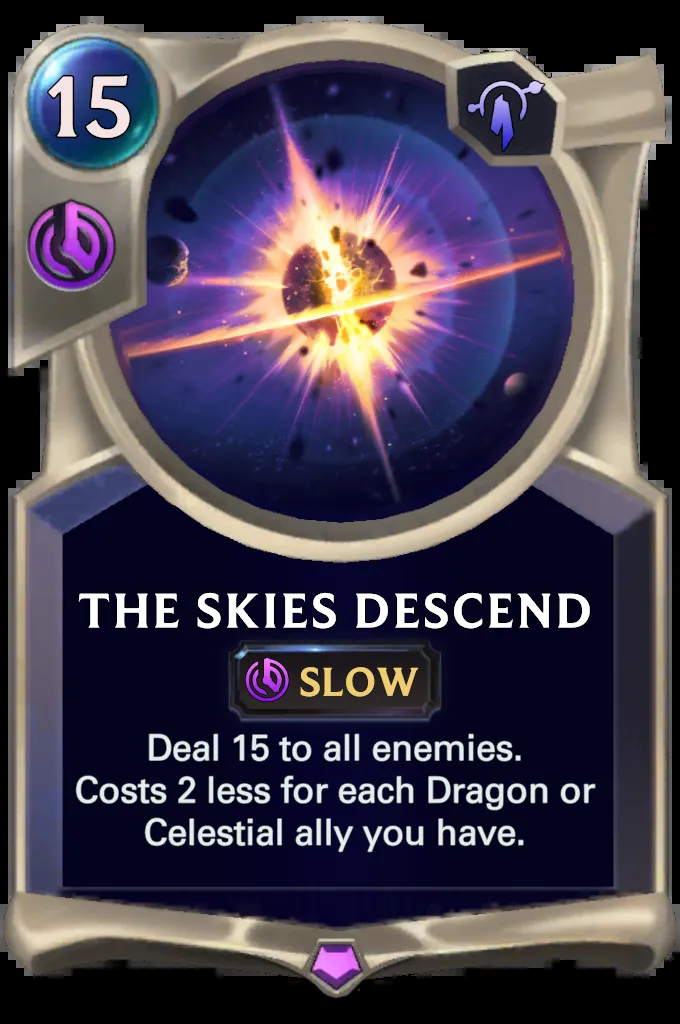 15
THE SKIES DESCEND
SLOW
Deal 15 to all enemies.
Costs 2 less for each Dragon or
Celestial ally you have.